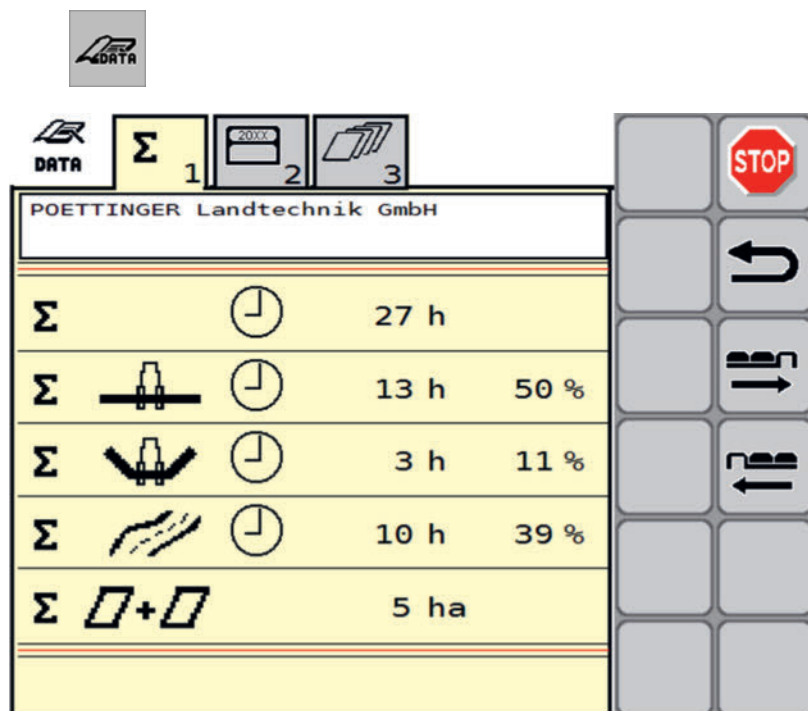 DATA
DATA
Σ 1
20XX 2
3
STOP
POETTINGER Landtechnik GmbH
Σ 27 h
Σ 13 h 50 %
Σ 3 h 11 %
Σ 10 h 39 %
Σ + 5 ha